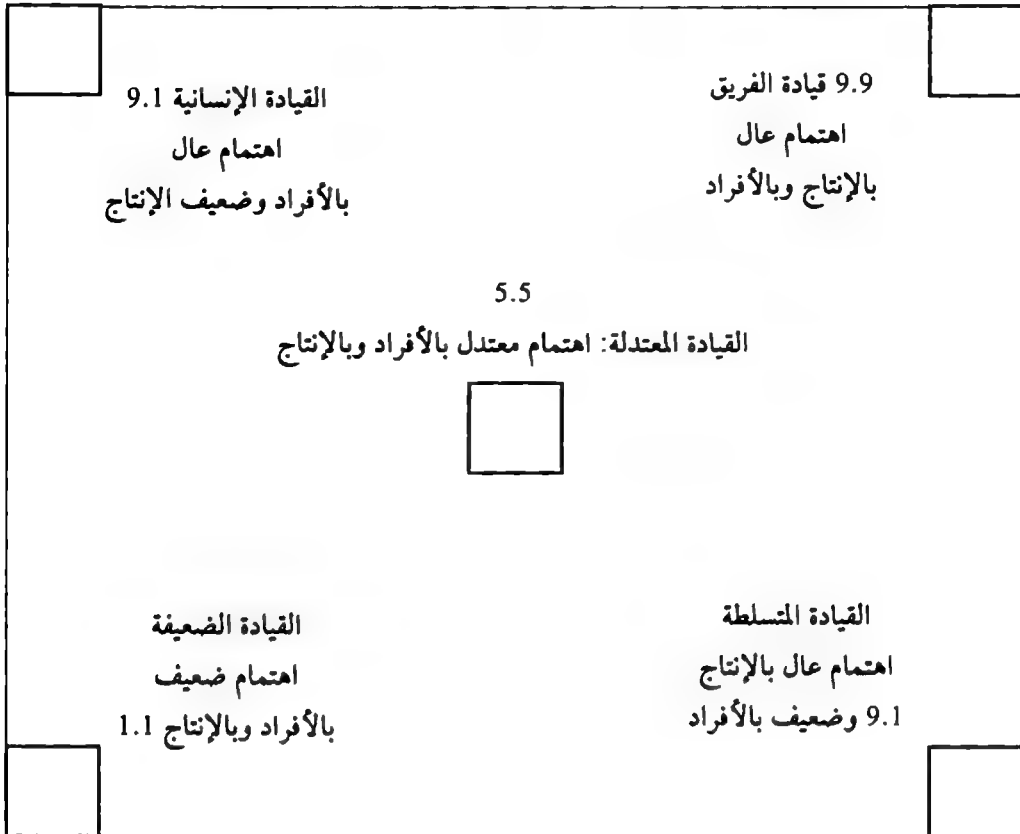 9.9 قيادة الفريق
اهتمام عال
بالإنتاج وبالأفراد
القيادة الإنسانية 9.1
اهتمام عال
بالأفراد وضعيف الإنتاج
5.5
القيادة المعتدلة: اهتمام معتدل بالأفراد وبالإنتاج
القيادة المتسلطة
اهتمام عال بالإنتاج
9.1 وضعيف بالأفراد
القيادة الضعيفة
اهتمام ضعيف
بالأفراد وبالإنتاج 1.1